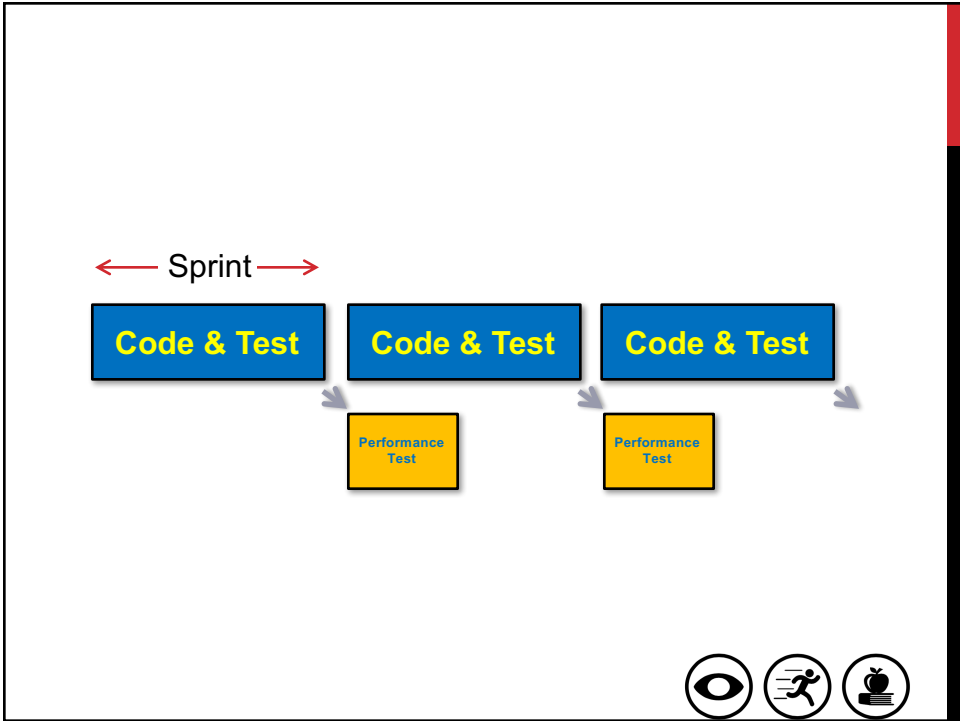 Sprint
Code & Test
Code & Test
Code & Test
Performance
Test
Performance
Test